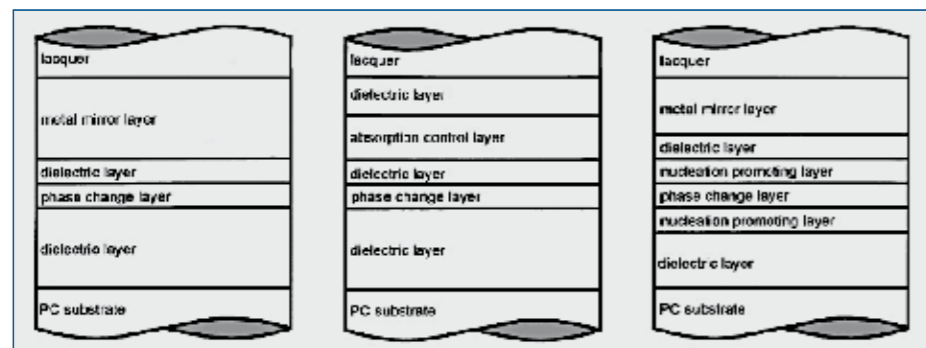 lacquer
metal mirror layer
dielectric layer
phase change layer
dielectric layer
PC substrate
lacquer
dielectric layer
absorption control layer
dielectric layer
phase change layer
dielectric layer
PC substrate
lacquer
metal mirror layer
dielectric layer
nucleation promoting layer
phase change layer
nucleation promoting layer
dielectric layer
PC substrate